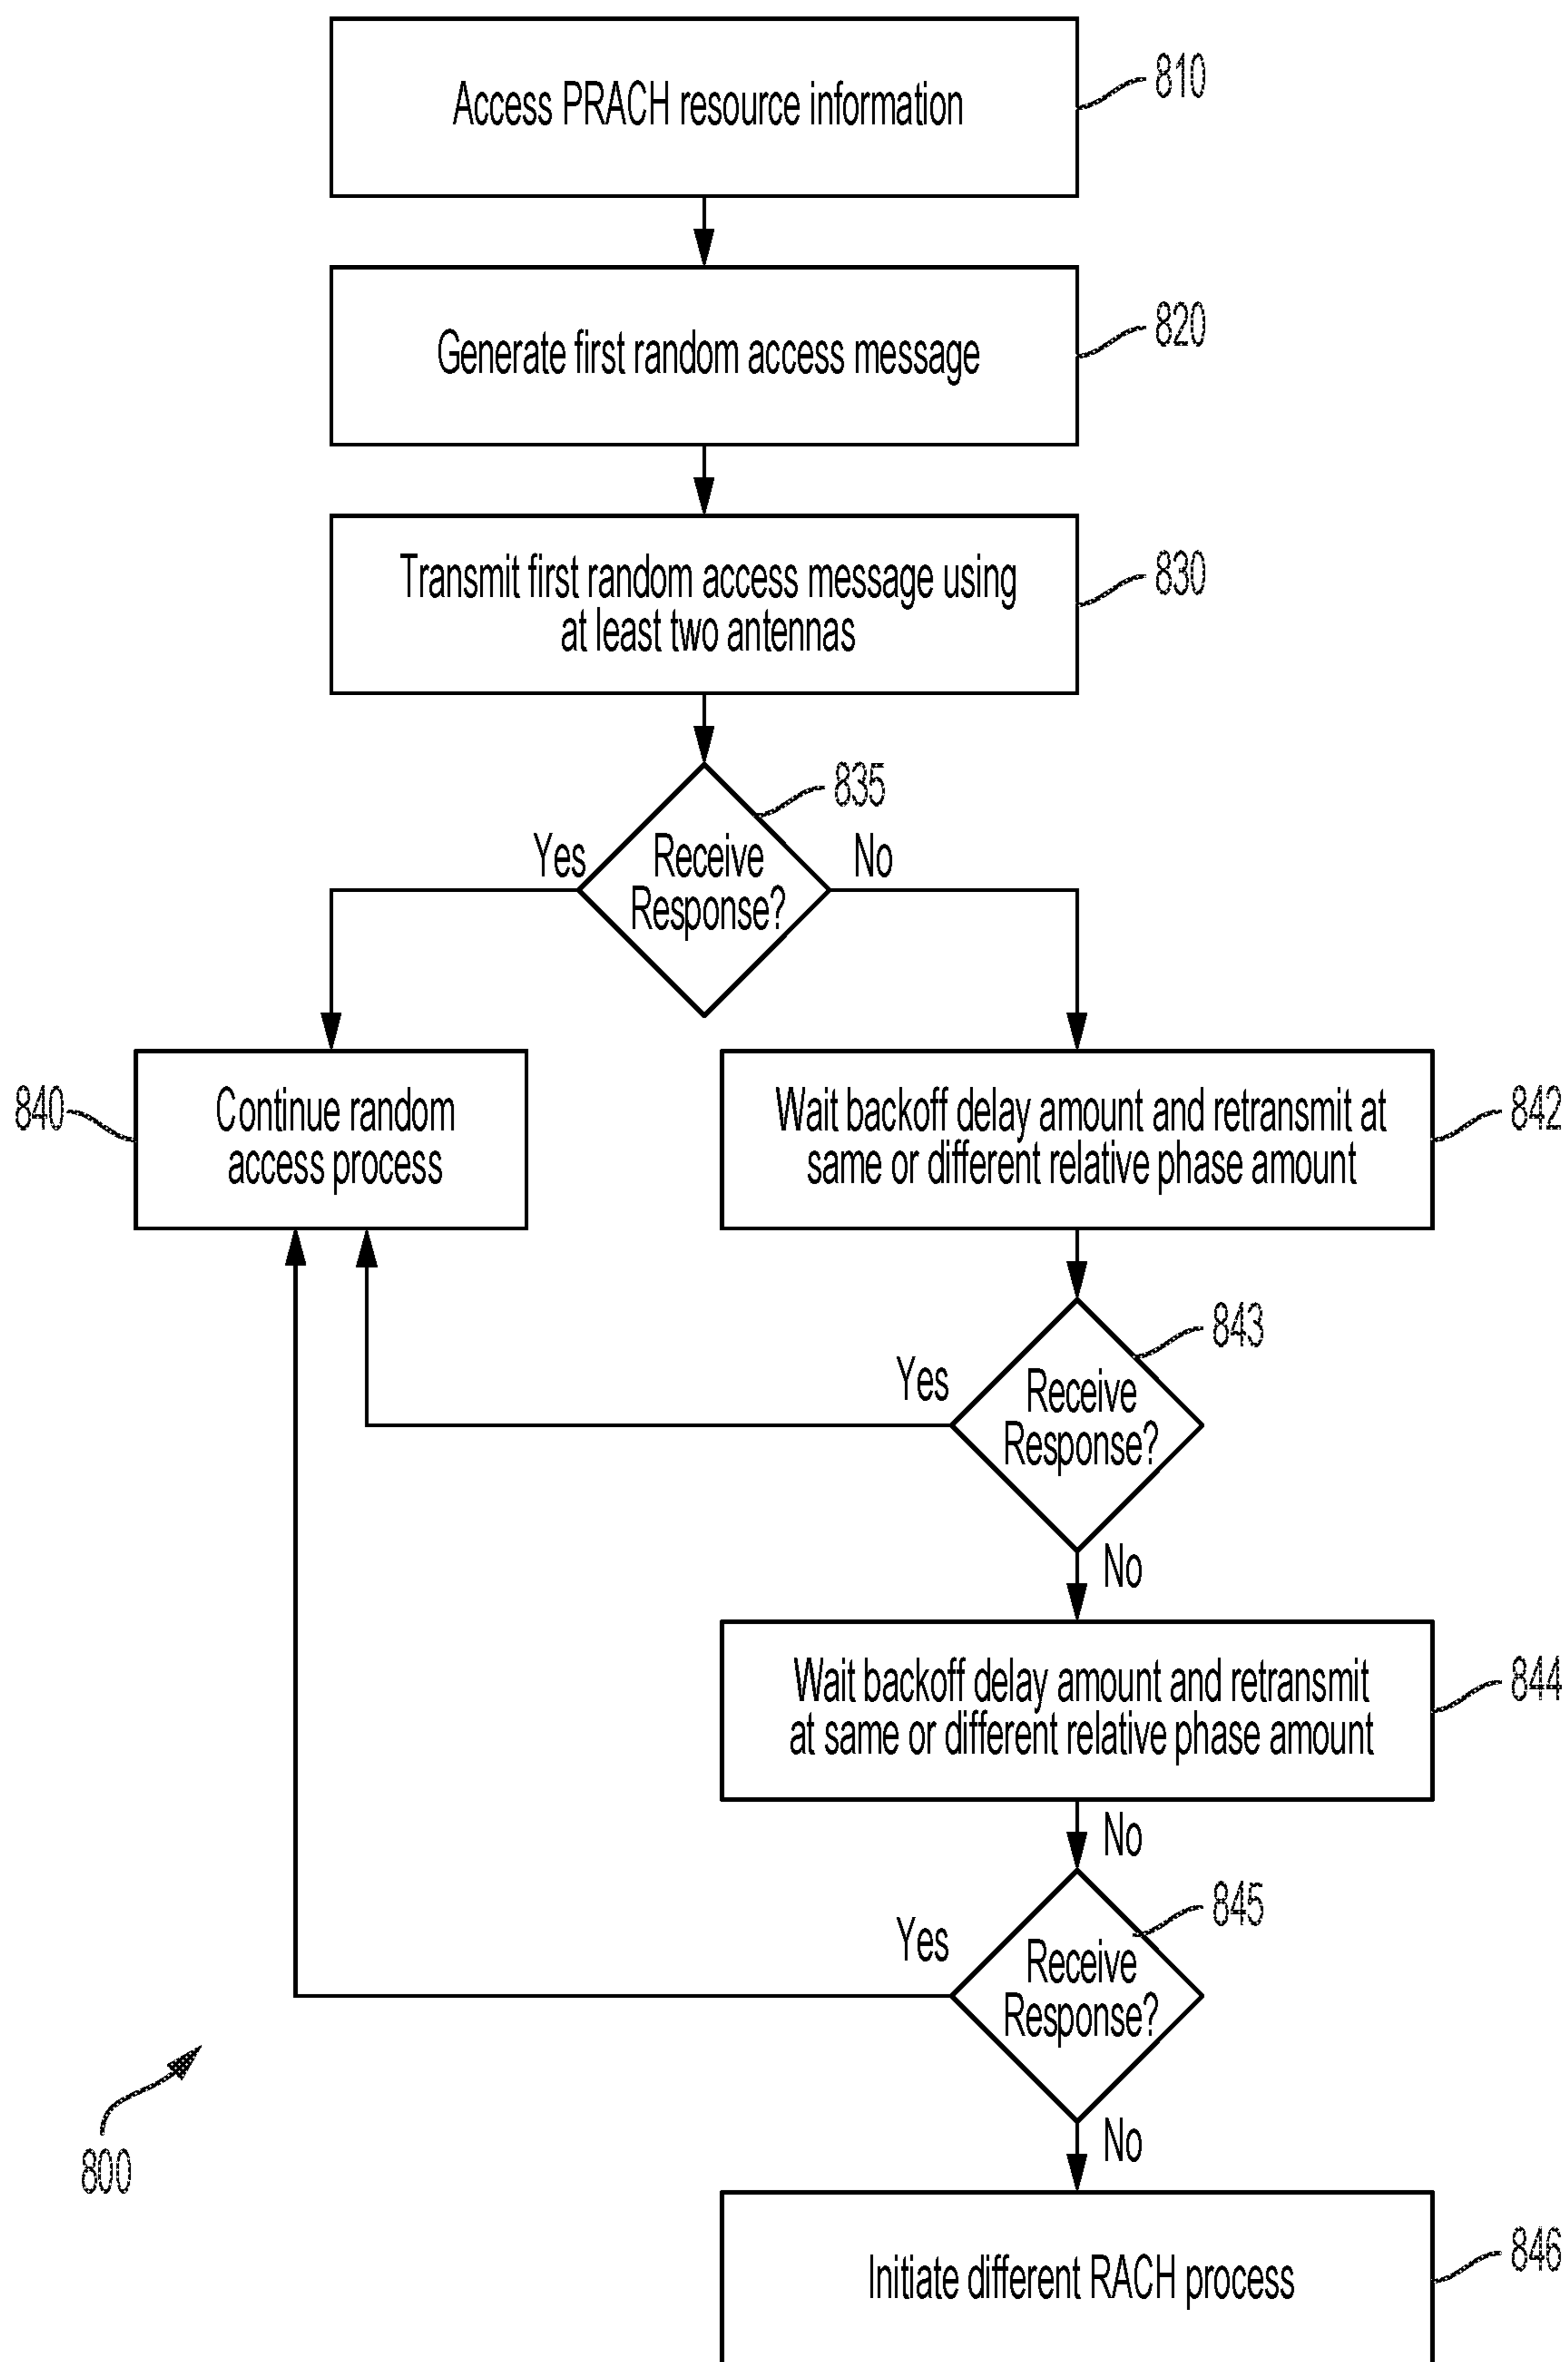 Access PRACH resource information
810
Generate first random access message
820
Transmit first random access message using
at least two antennas
830
835
Yes
Receive
Response?
No
840
Continue random
access process
Wait backoff delay amount and retransmit at
same or different relative phase amount
842
843
Yes
Receive
Response?
No
Wait backoff delay amount and retransmit
at same or different relative phase amount
844
No
845
Yes
Receive
Response?
800
No
Initiate different RACH process
846